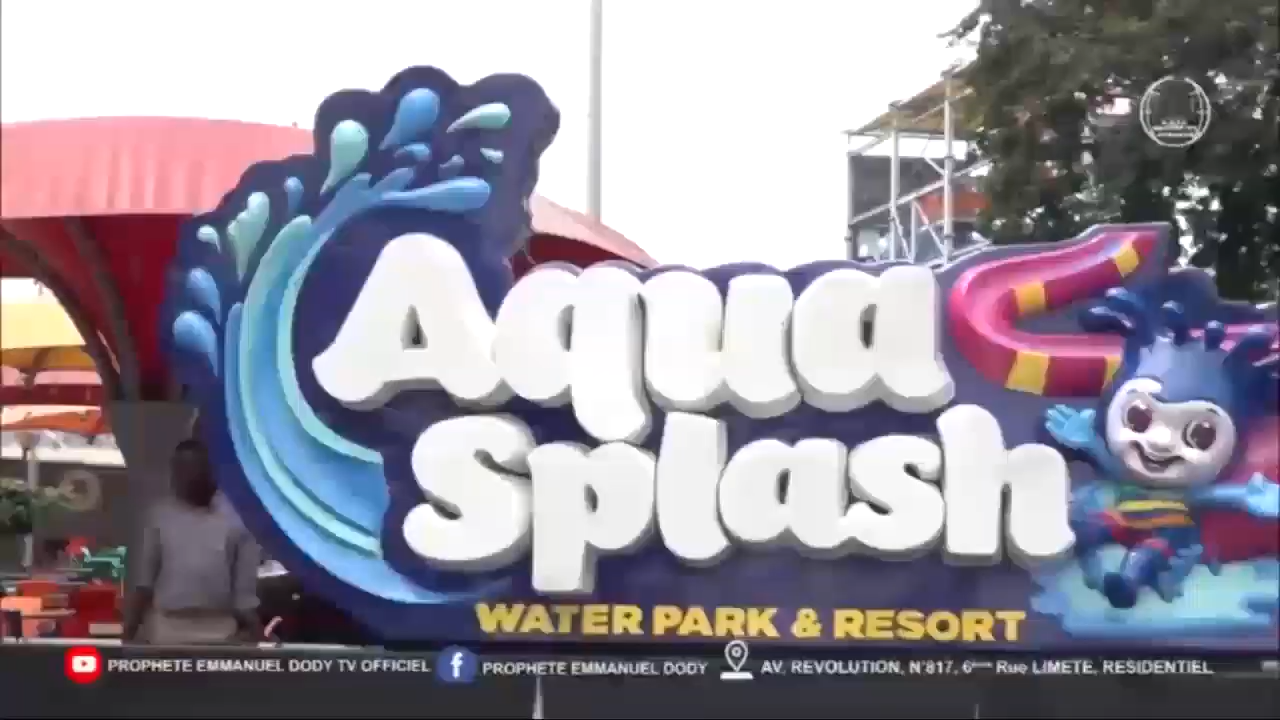 Aqua
Splash
WATER PARK & RESORT
PROPHETE EMMANUEL DODY TV OFFICIEL
PROPHETE EMMANUEL DODY
AV, REVOLUTION, N°817, 6ème Rue LIMETE, RESIDENTIEL